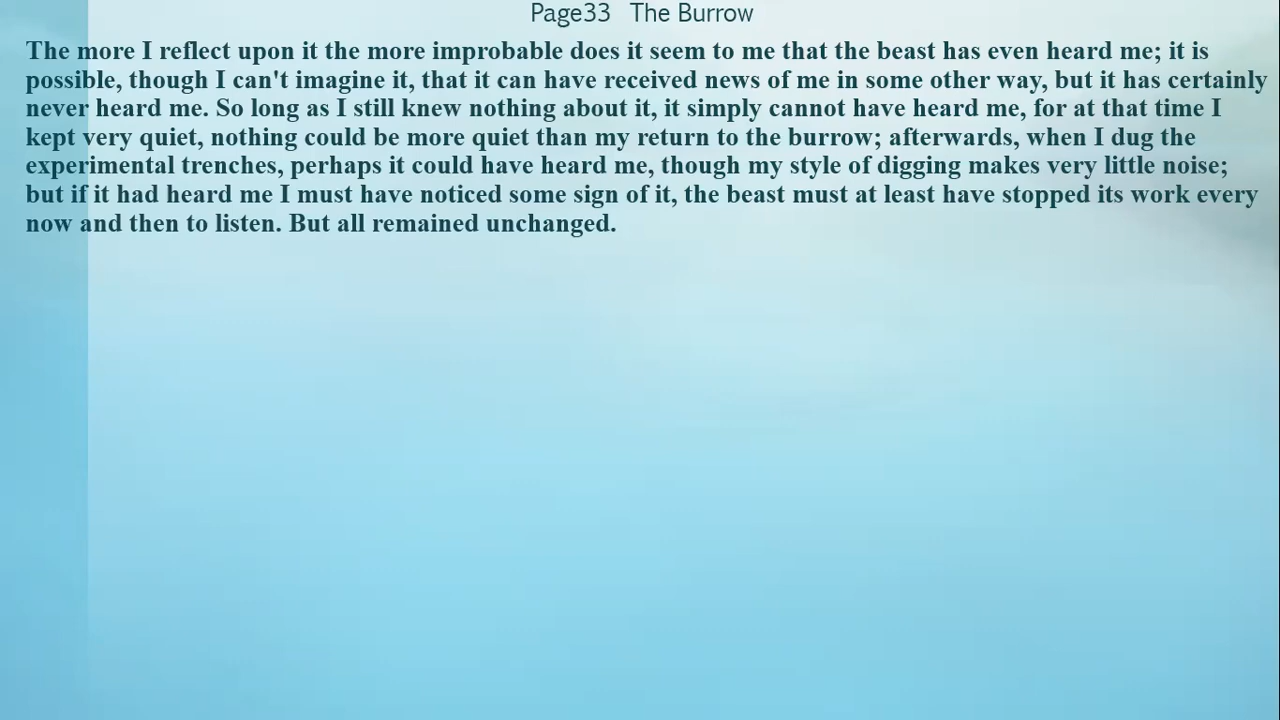 Page33 The Burrow
The more I reflect upon it the more improbable does it seem to me that the beast has even heard me; it is
possible, though I can't imagine it, that it can have received news of me in some other way, but it has certainly
never heard me. So long as I still knew nothing about it, it simply cannot have heard me, for at that time I
kept very quiet, nothing could be more quiet than my return to the burrow; afterwards, when I dug the
experimental trenches, perhaps it could have heard me, though my style of digging makes very little noise;
but if it had heard me I must have noticed some sign of it, the beast must at least have stopped its work every
now and then to listen. But all remained unchanged.